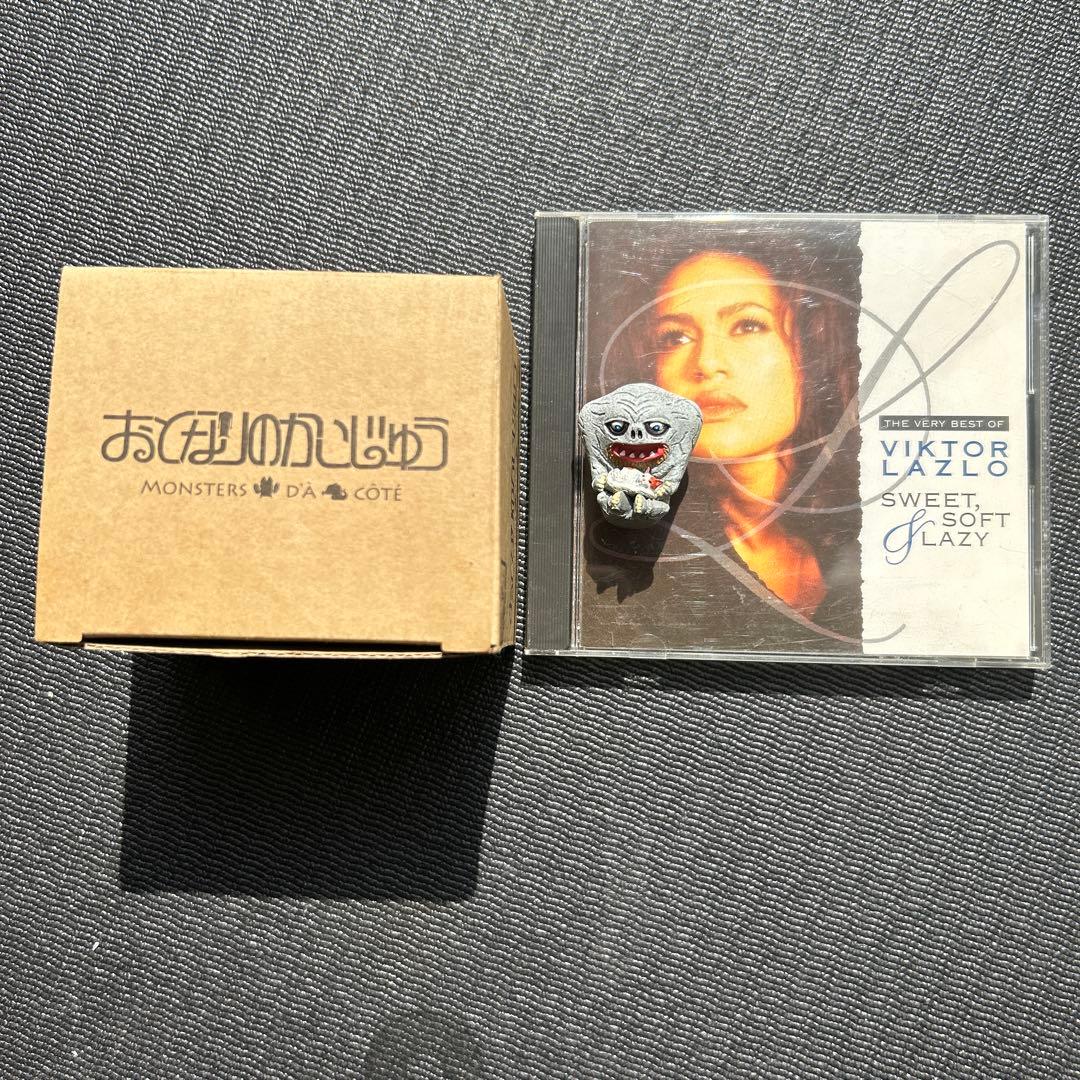 おとなりのかいじゅう
MONSTERS D'À CÔTÉ
THE VERY BEST OF
VIKTOR
LAZLO
SWEET,
SOFT
& LAZY